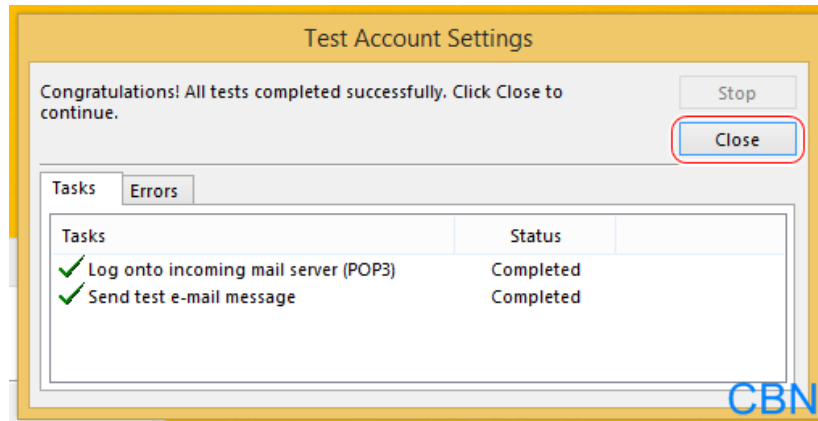 Test Account Settings
Congratulations! All tests completed successfully. Click Close to
continue.
Stop
Close
Tasks
Errors
Tasks Status
Log onto incoming mail server (POP3) Completed
Send test e-mail message Completed
CBN